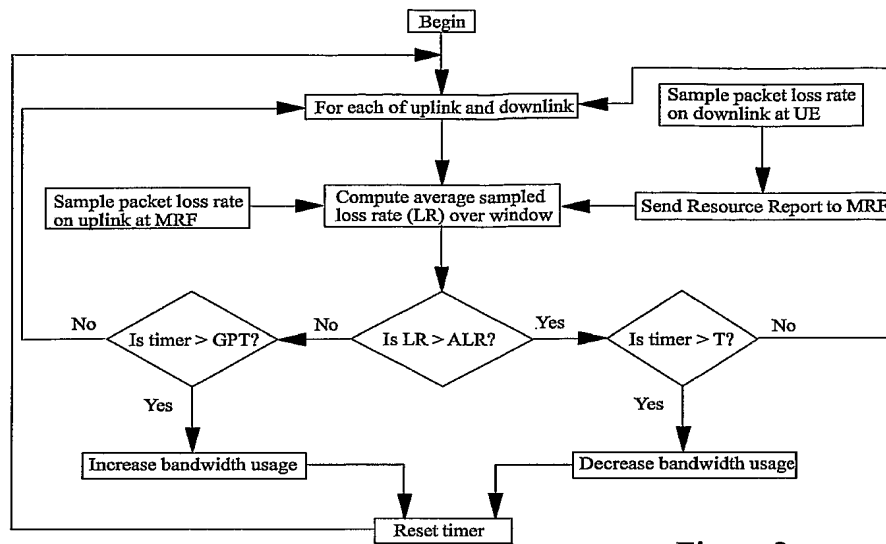 Begin
For each of uplink and downlink
Sample packet loss rate
on downlink at UE
Sample packet loss rate
on uplink at MRF
Compute average sampled
loss rate (LR) over window
Send Resource Report to MRF
No
Is timer > GPT?
No
Is LR > ALR?
Yes
Is timer > T?
No
Yes
Yes
Increase bandwidth usage
Decrease bandwidth usage
Reset timer